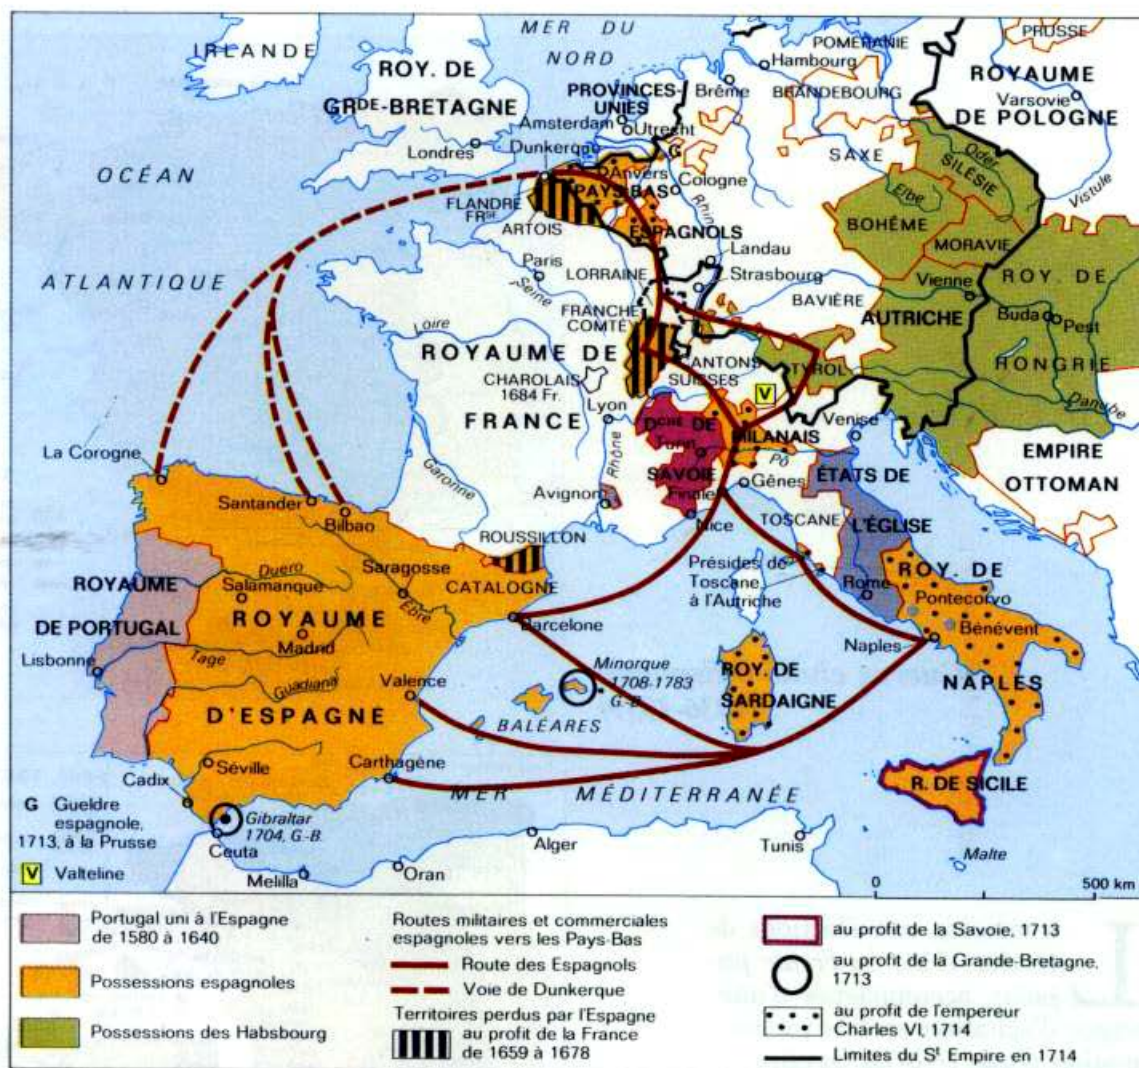 MER DU
NORD
IRLANDE
ROY. DE
GRDE-BRETAGNE
Londres
PROVINCES-
UNIES
Amsterdam
Utrecht
Dunkerque
Hambourg
Brême
POMÉRANIE
BRANDEBOURG
PRUSSE
ROYAUME
DE POLOGNE
Varsovie
Vistule
SAXE
Oder
SILÉSIE
Elbe
BOHÊME
MORAVIE
OCÉAN
ATLANTIQUE
G
Anvers
PAYS-BAS
ESPAGNOLS
Cologne
Rhin
FLANDRE
FRSE
ARTOIS
Paris
Seine
LORRAINE
Landau
Strasbourg
BAVIÈRE
Vienne
AUTRICHE
ROY. DE
HONGRIE
Buda
Pest
Danube
Loire
FRANCHE
COMTÉ
ROYAUME DE
FRANCE
CHAROLAIS
1684 Fr.
CANTONS
SUISSES
TYROL
V
Lyon
Rhône
Garonne
Avignon
DCHÉ DE
SAVOIE
Turin
MILANAIS
Pô
Venise
Gênes
Finale
Nice
TOSCANE
ÉTATS DE
L'ÉGLISE
Rome
EMPIRE
OTTOMAN
La Corogne
Santander
Bilbao
ROUSSILLON
CATALOGNE
Saragosse
Èbre
Duero
Salamanque
ROYAUME
DE PORTUGAL
ROYAUME
D'ESPAGNE
Madrid
Lisbonne
Tage
Guadiana
Barcelone
Valence
Carthagène
Séville
Cadix
Minorque
1708-1783
G.-B.
BALÉARES
Présides de
Toscane,
à l'Autriche
ROY. DE
SARDAIGNE
ROY. DE
NAPLES
Pontecorvo
Bénévent
Naples
R. DE SICILE
Malte
MER MÉDITERRANÉE
Gibraltar
1704, G.-B.
Ceuta
Melilla
Oran
Alger
Tunis
G Gueldre
espagnole,
1713, à la Prusse
V Valteline
0 500 km
Portugal uni à l'Espagne
de 1580 à 1640
Possessions espagnoles
Possessions des Habsbourg
Routes militaires et commerciales
espagnoles vers les Pays-Bas
Route des Espagnols
Voie de Dunkerque
Territoires perdus par l'Espagne
au profit de la France
de 1659 à 1678
au profit de la Savoie, 1713
au profit de la Grande-Bretagne,
1713
au profit de l'empereur
Charles VI, 1714
Limites du St Empire en 1714